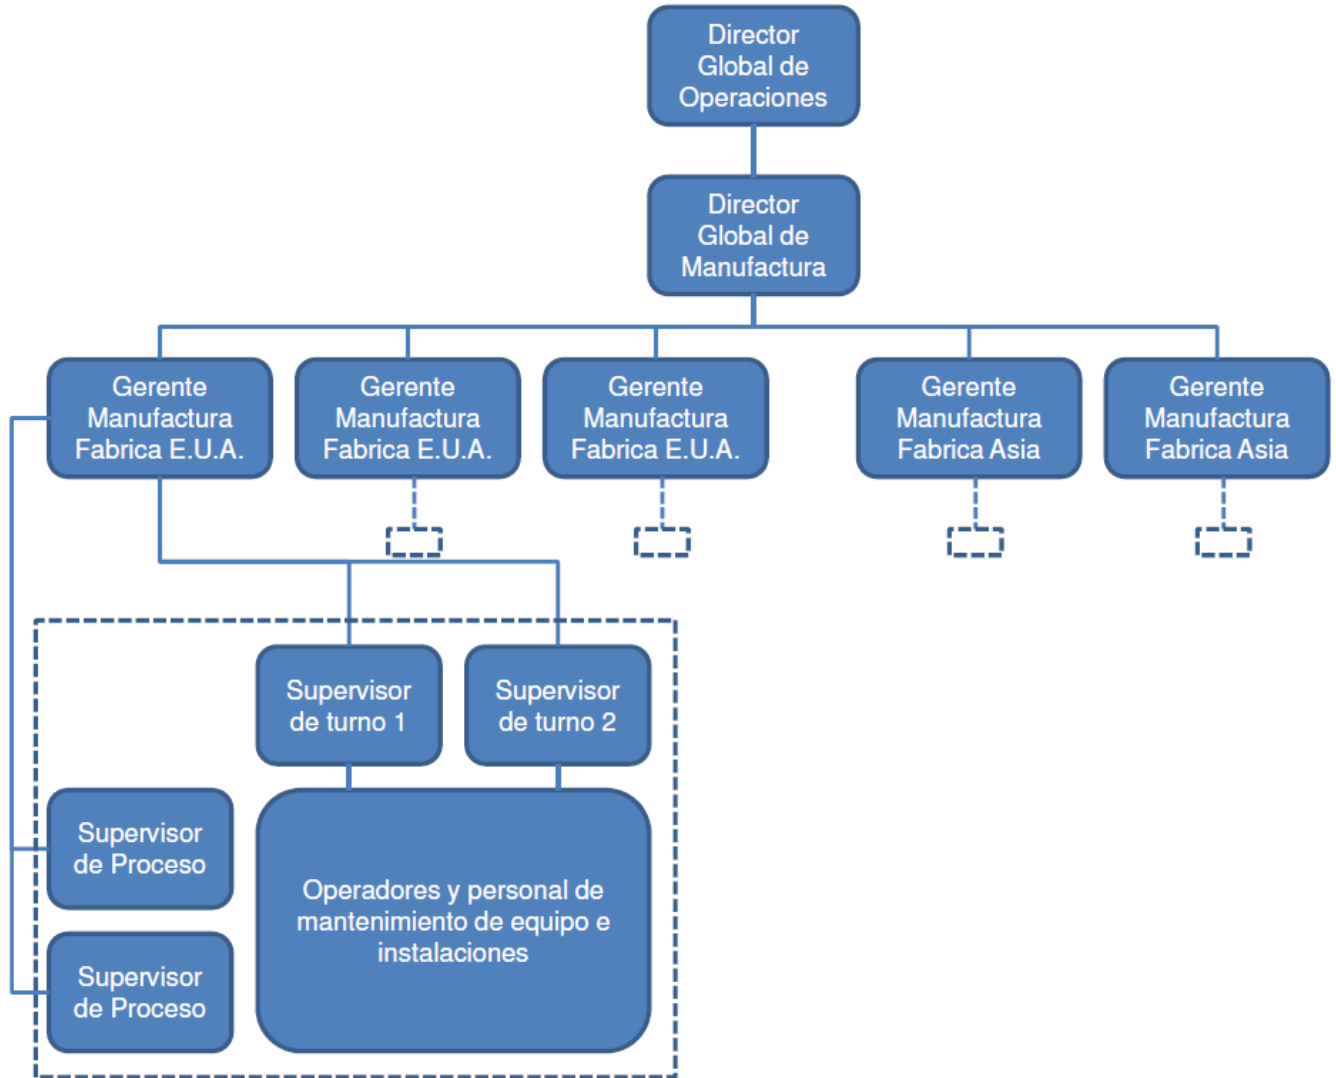 Director
Global de
Operaciones
Director
Global de
Manufactura
Gerente
Manufactura
Fabrica E.U.A.
Gerente
Manufactura
Fabrica E.U.A.
Gerente
Manufactura
Fabrica E.U.A.
Gerente
Manufactura
Fabrica Asia
Gerente
Manufactura
Fabrica Asia
Supervisor
de turno 1
Supervisor
de turno 2
Supervisor
de Proceso
Operadores y personal de
mantenimiento de equipo e
instalaciones
Supervisor
de Proceso